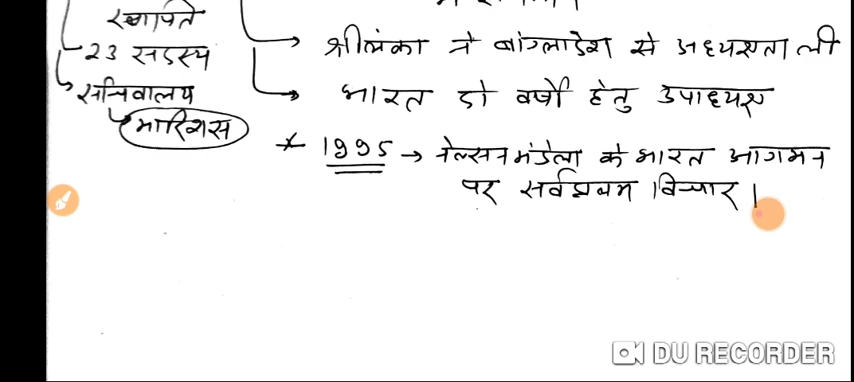 स्थापित
23 सदस्य
सचिवालय
मॉरिशस
श्रीलंका ने बांग्लादेश से अध्यक्षता ली
भारत दो वर्षों हेतु उपाध्यक्ष
* 1995 → नेल्सन मंडेला के भारत आगमन
पर सर्वप्रथम विचार।
DU RECORDER